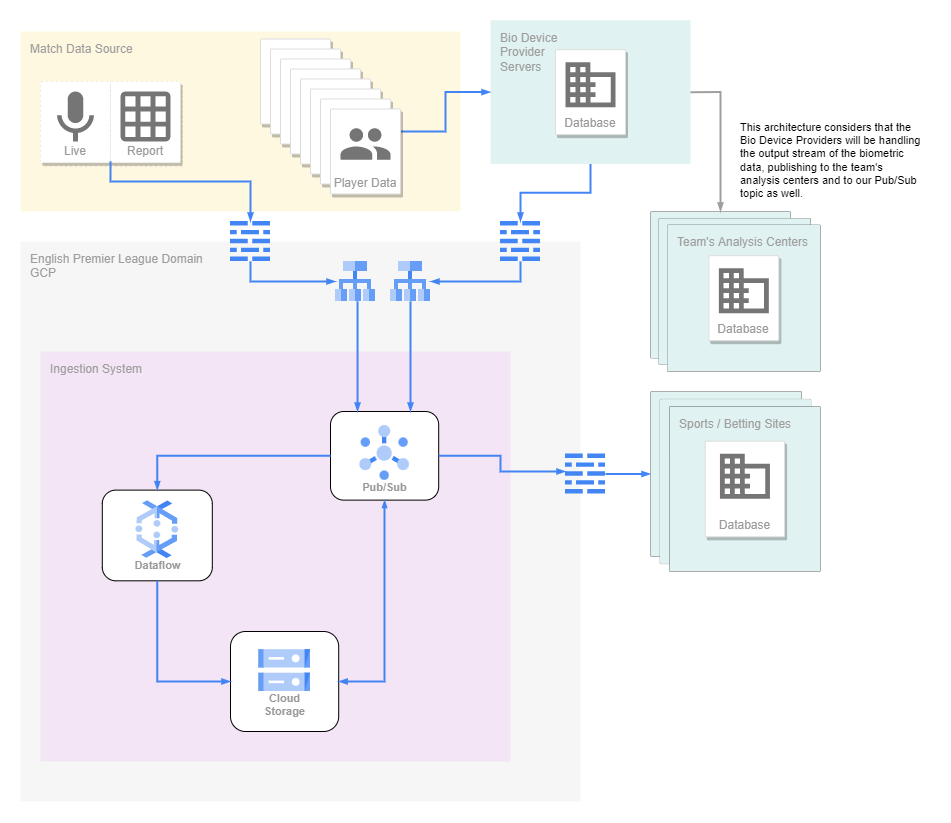 Match Data Source
Live
Report
Player Data
Bio Device
Provider
Servers
Database
This architecture considers that the
Bio Device Providers will be handling
the output stream of the biometric
data, publishing to the team's
analysis centers and to our Pub/Sub
topic as well.
Team's Analysis Centers
Database
English Premier League Domain
GCP
Ingestion System
Pub/Sub
Sports / Betting Sites
Database
Dataflow
Cloud
Storage